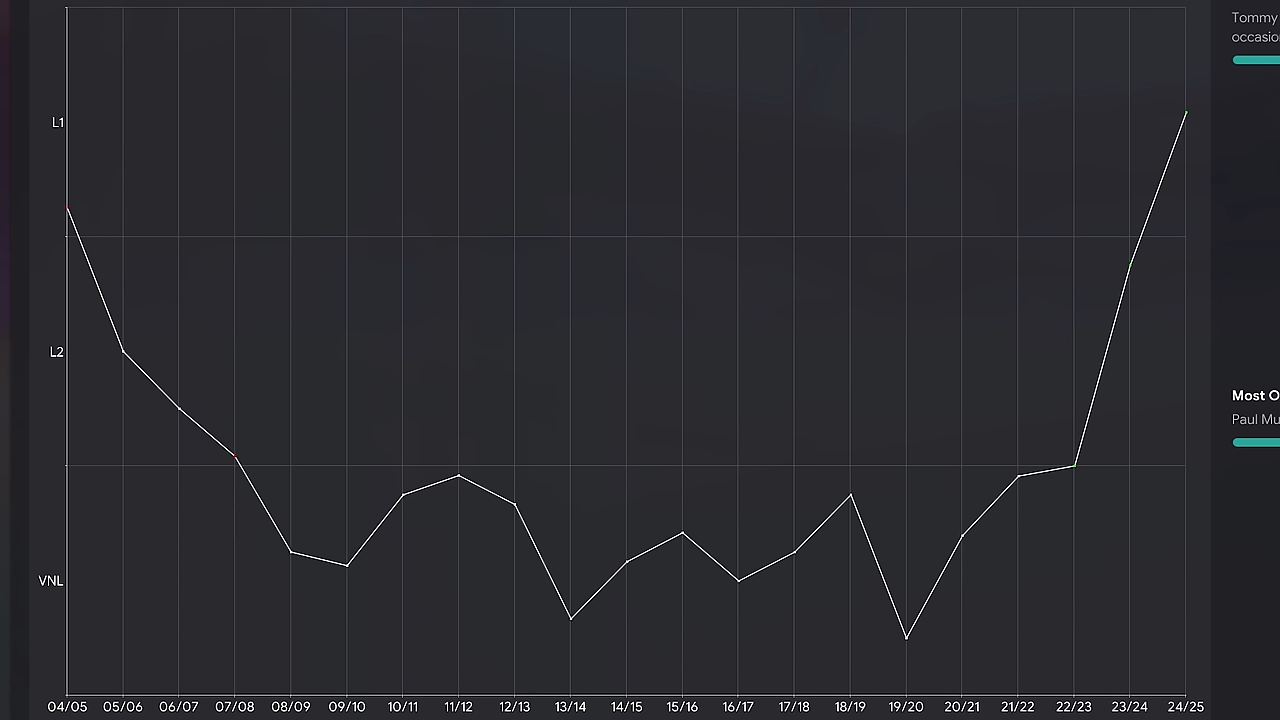 L1
L2
VNL
04/05 05/06 06/07 07/08 08/09 09/10 10/11 11/12 12/13 13/14 14/15 15/16 16/17 17/18 18/19 19/20 20/21 21/22 22/23 23/24 24/25
Tommy
occasio
Most O
Paul Mu